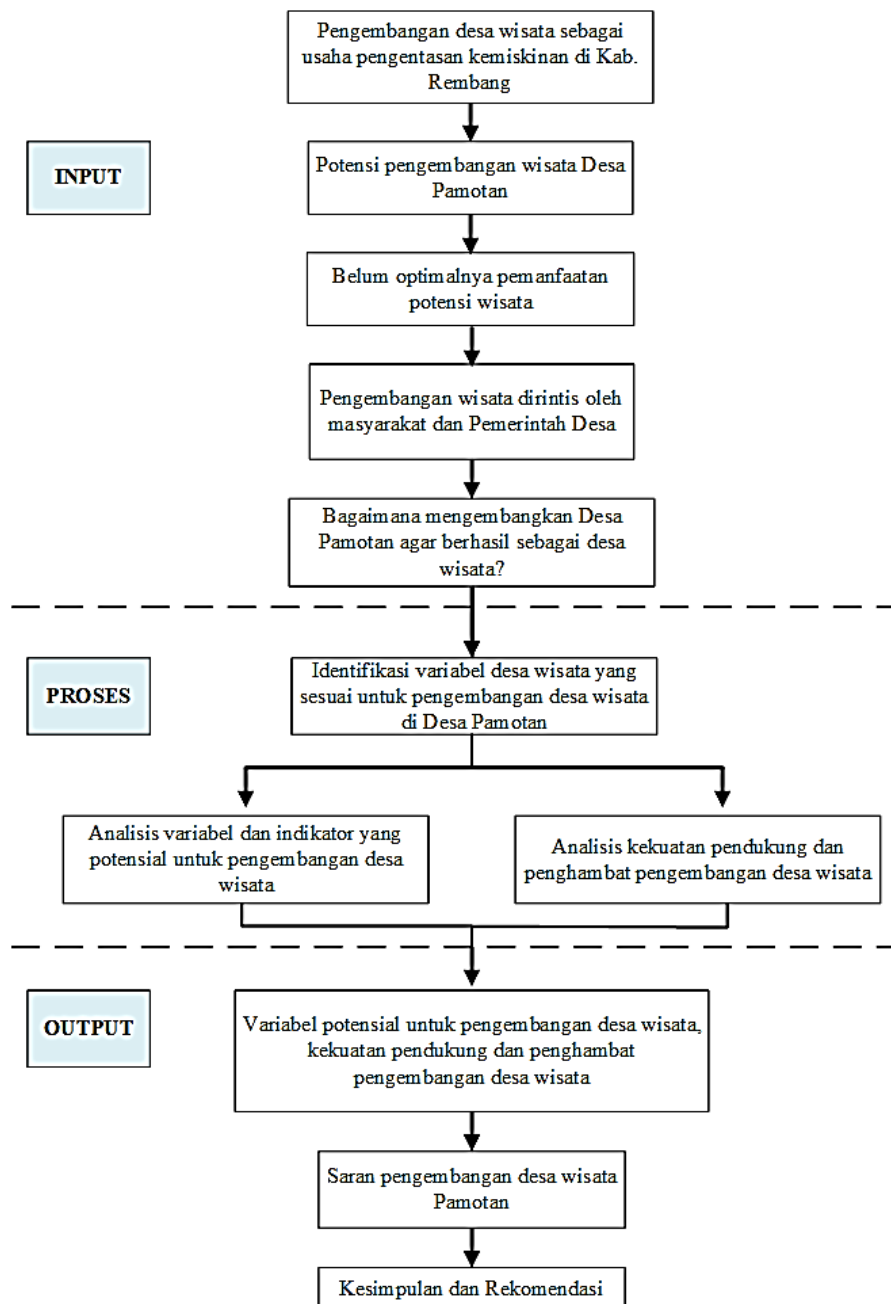 Pengembangan desa wisata sebagai
usaha pengentasan kemiskinan di Kab.
Rembang
INPUT
Potensi pengembangan wisata Desa
Pamotan
Belum optimalnya pemanfaatan
potensi wisata
Pengembangan wisata dirintis oleh
masyarakat dan Pemerintah Desa
Bagaimana mengembangkan Desa
Pamotan agar berhasil sebagai desa
wisata?
PROSES
Identifikasi variabel desa wisata yang
sesuai untuk pengembangan desa wisata
di Desa Pamotan
Analisis variabel dan indikator yang
potensial untuk pengembangan desa
wisata
Analisis kekuatan pendukung dan
penghambat pengembangan desa wisata
OUTPUT
Variabel potensial untuk pengembangan desa wisata,
kekuatan pendukung dan penghambat
pengembangan desa wisata
Saran pengembangan desa wisata
Pamotan
Kesimpulan dan Rekomendasi